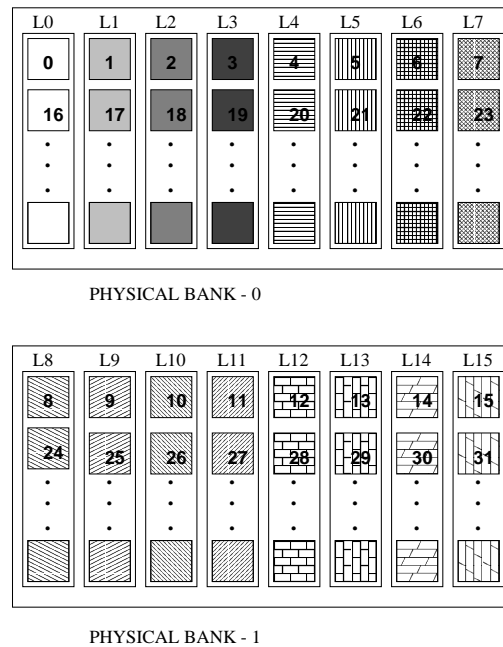 L0 L1 L2 L3 L4 L5 L6 L7
0 1 2 3 4 5 6 7
16 17 18 19 20 21 22 23
PHYSICAL BANK - 0
L8 L9 L10 L11 L12 L13 L14 L15
8 9 10 11 12 13 14 15
24 25 26 27 28 29 30 31
PHYSICAL BANK - 1